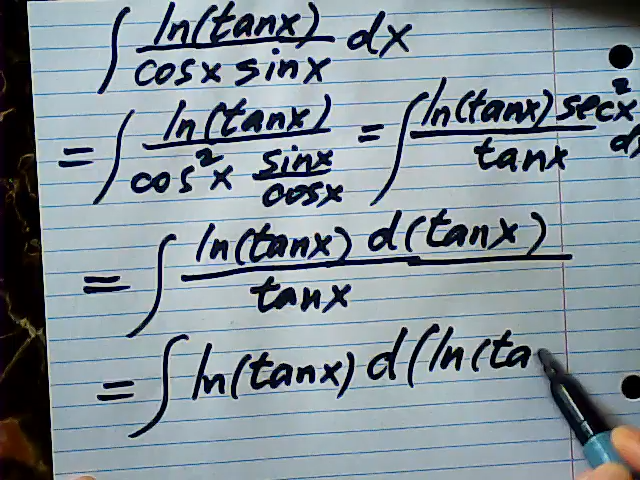 ∫ ln(tanx) / cosx sinx dx
= ∫ ln(tanx) / cos²x sinx/cosx = ∫ ln(tanx) sec²x / tanx dx
= ∫ ln(tanx) d(tanx) / tanx
= ∫ ln(tanx) d(ln(ta